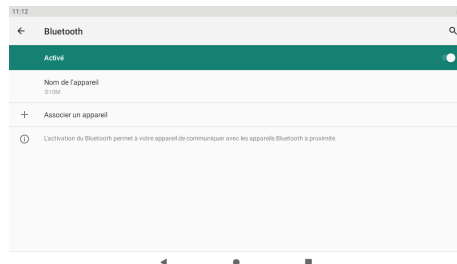 11:12
Bluetooth
Activé
Nom de l'appareil
S10M
Associer un appareil
L'activation du Bluetooth permet à votre appareil de communiquer avec les appareils Bluetooth à proximité.